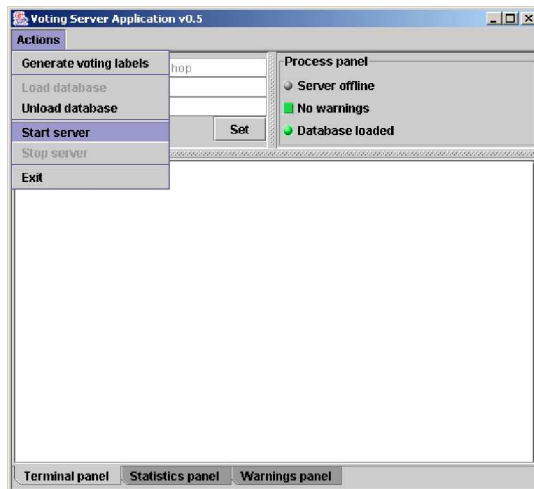 Voting Server Application v0.5
Actions
Generate voting labels
Load database
Unload database
Start server
Stop server
Exit
hop
Set
Process panel
Server offline
No warnings
Database loaded
Terminal panel Statistics panel Warnings panel